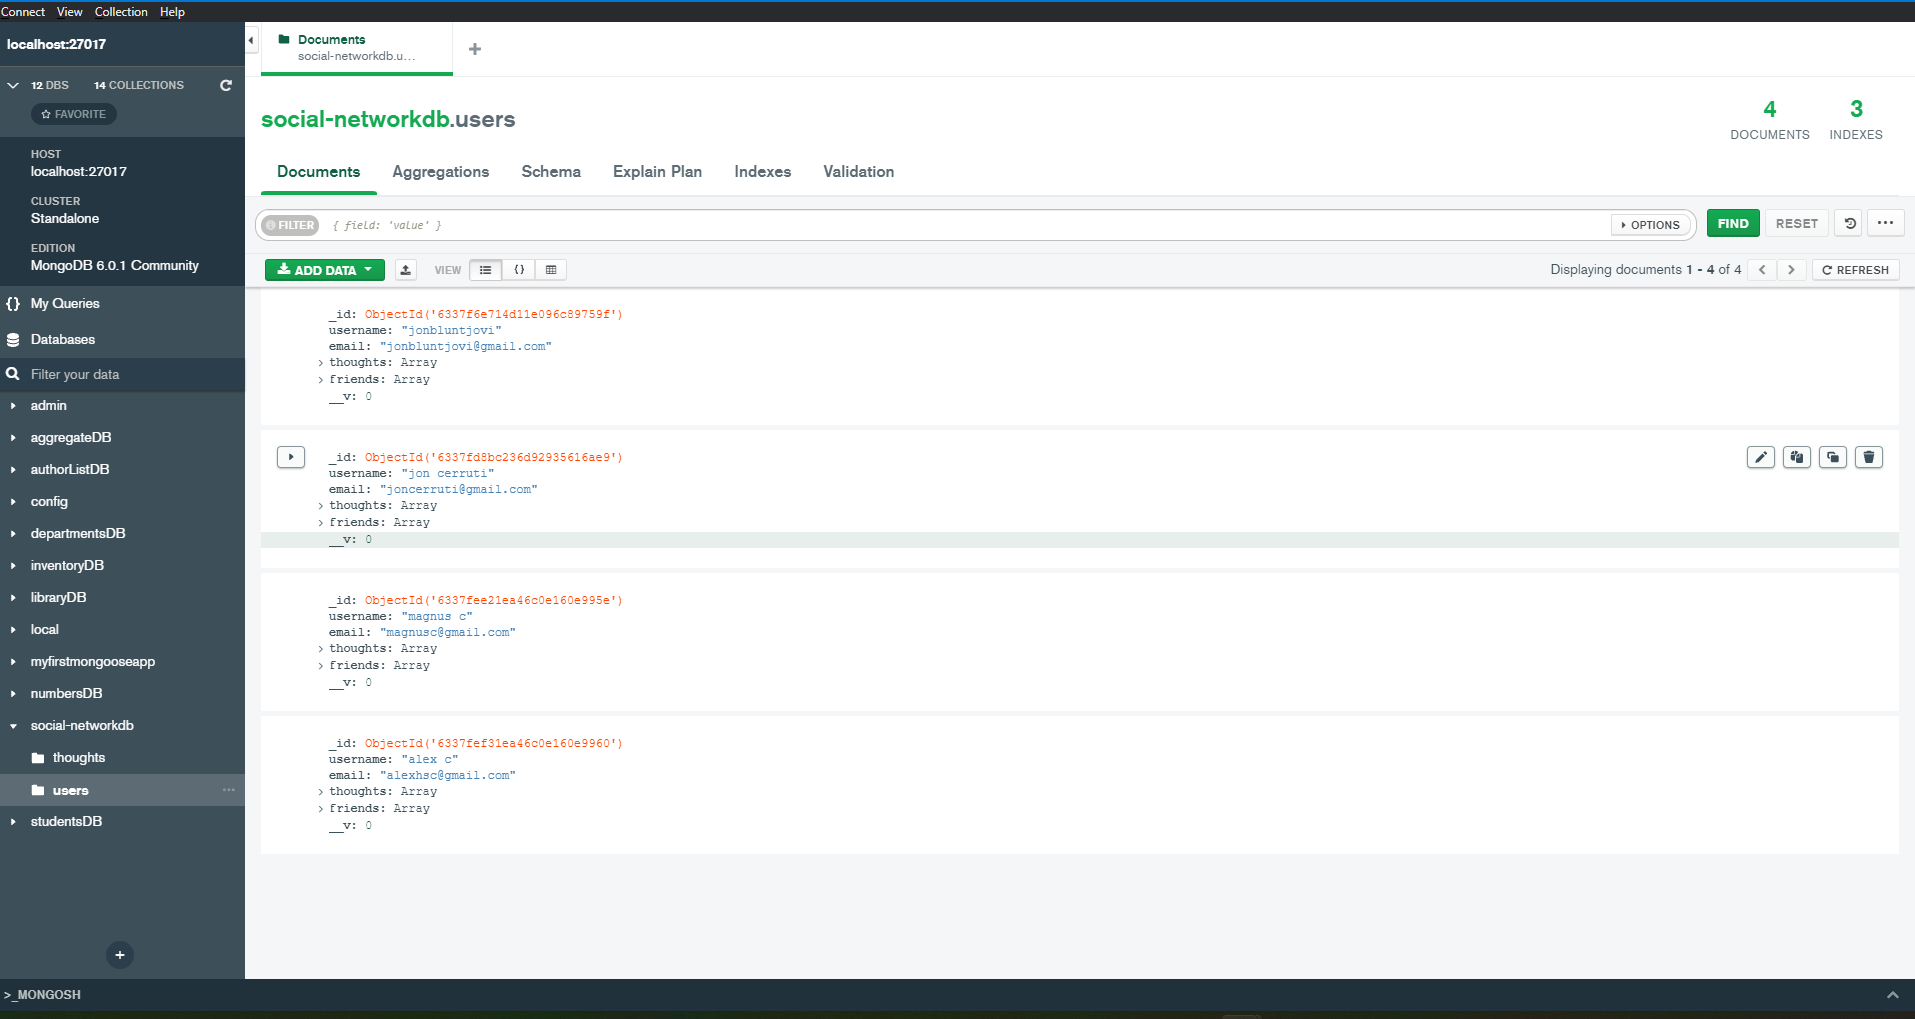 Connect View Collection Help
localhost:27017
12 DBS 14 COLLECTIONS
FAVORITE
HOST
localhost:27017
CLUSTER
Standalone
EDITION
MongoDB 6.0.1 Community
{} My Queries
Databases
Filter your data
admin
aggregateDB
authorListDB
config
departmentsDB
inventoryDB
libraryDB
local
myfirstmongooseapp
numbersDB
social-networkdb
thoughts
users ...
studentsDB
+
Documents
social-networkdb.u...
+
social-networkdb.users
4
DOCUMENTS
3
INDEXES
Documents Aggregations Schema Explain Plan Indexes Validation
FILTER { field: 'value' } OPTIONS FIND RESET ...
ADD DATA VIEW {} Displaying documents 1 - 4 of 4 < > REFRESH
_id: ObjectId('6337f6e714d11e096c89759f')
username: "jonbluntjovi"
email: "jonbluntjovi@gmail.com"
> thoughts: Array
> friends: Array
__v: 0
_id: ObjectId('6337fd8bc236d92935616ae9')
username: "jon cerruti"
email: "joncerruti@gmail.com"
> thoughts: Array
> friends: Array
__v: 0
_id: ObjectId('6337fee21ea46c0e160e995e')
username: "magnus c"
email: "magnusc@gmail.com"
> thoughts: Array
> friends: Array
__v: 0
_id: ObjectId('6337fef31ea46c0e160e9960')
username: "alex c"
email: "alexhsc@gmail.com"
> thoughts: Array
> friends: Array
__v: 0
>_MONGOSH